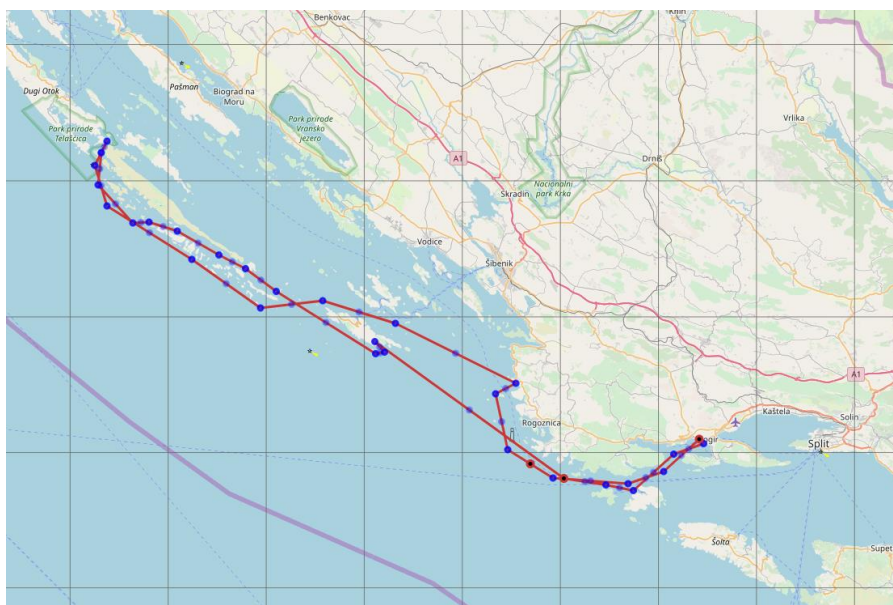 Benkovac
Knin
Dugi Otok
Pašman
Biograd na
Moru
Park prirode
Telašćica
Park prirode
Vransko
jezero
Vrlika
A1
Drniš
Skradin
Nacionalni
park Krka
Vodice
Šibenik
A1
Kaštela
Solin
Rogoznica
Split
Šolta
Supetar